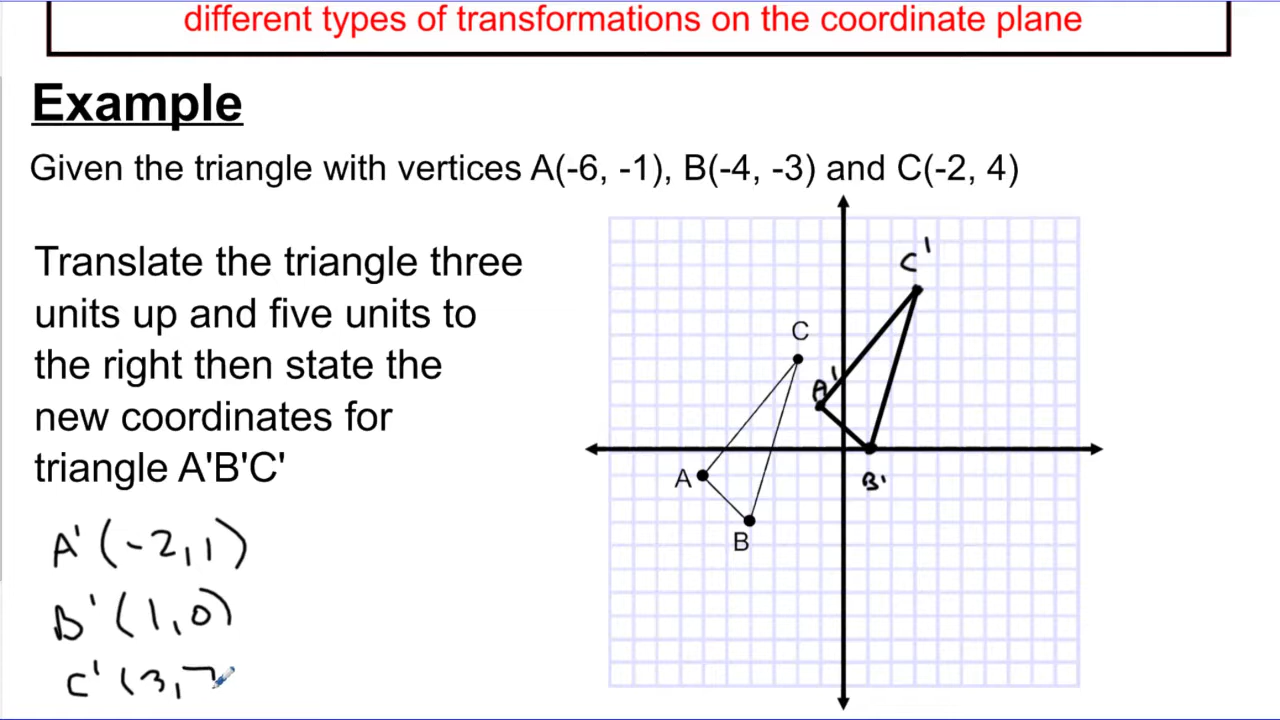 different types of transformations on the coordinate plane
Example
Given the triangle with vertices A(-6, -1), B(-4, -3) and C(-2, 4)
Translate the triangle three
units up and five units to
the right then state the
new coordinates for
triangle A'B'C'
A' (-2,1)
B' (1,0)
C' (3,7
C'
C
A'
A
B'
B